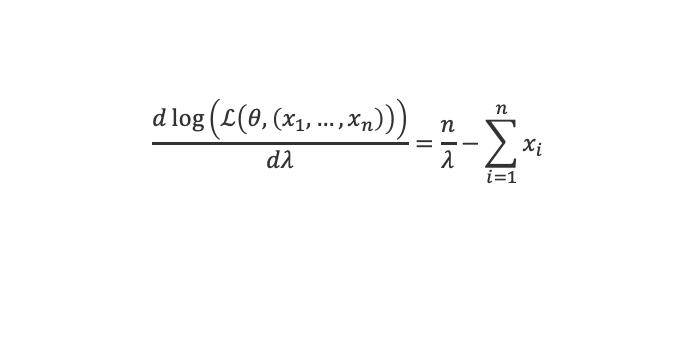 d log(ℒ(θ, (x₁, ..., xₙ))) / dλ = n/λ − ∑ᵢ₌₁ⁿ xᵢ